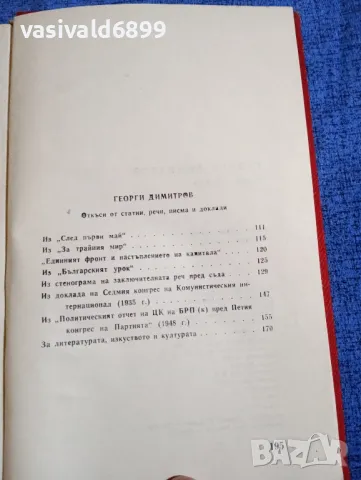 vasivald6899
ГЕОРГИ ДИМИТРОВ
Откъси от статии, речи, писма и доклади
Из „След първи май“ 111
Из „За трайния мир“ 115
„Единният фронт и настъплението на капитала“ 120
Из „Българският урок“ 125
Из стенограма на заключителната реч пред съда 129
Из доклада на Седмия конгрес на Комунистическия ин-
тернационал (1935 г.) 147
Из „Политическият отчет на ЦК на БРП (к) пред Петия
конгрес на Партията“ (1948 г.) 155
За литературата, изкуството и културата 170
195
bazar